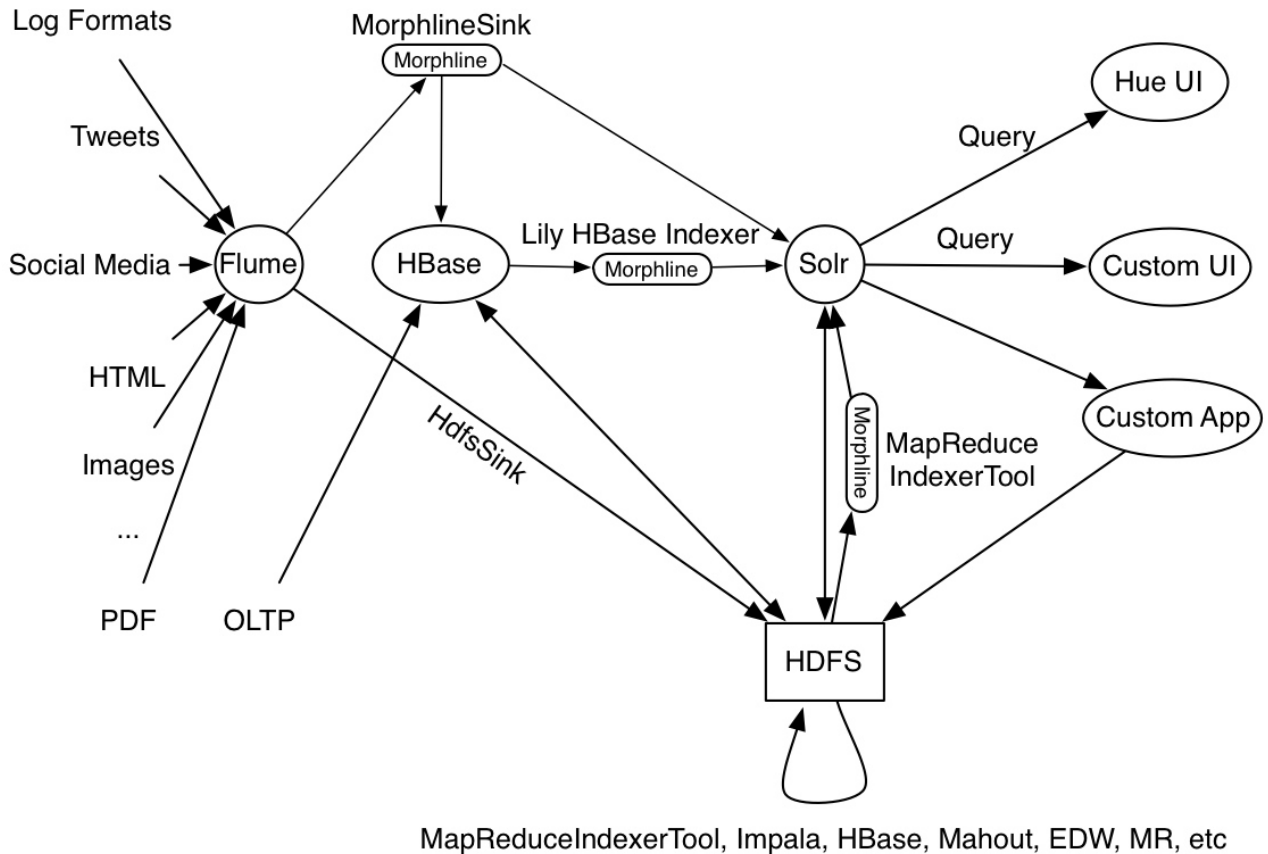 Log Formats
MorphlineSink
Morphline
Hue UI
Tweets
Query
Social Media
Flume
HBase
Lily HBase Indexer
Morphline
Solr
Query
Custom UI
HTML
HdfsSink
Morphline
MapReduce
IndexerTool
Custom App
Images
...
PDF
OLTP
HDFS
MapReduceIndexerTool, Impala, HBase, Mahout, EDW, MR, etc